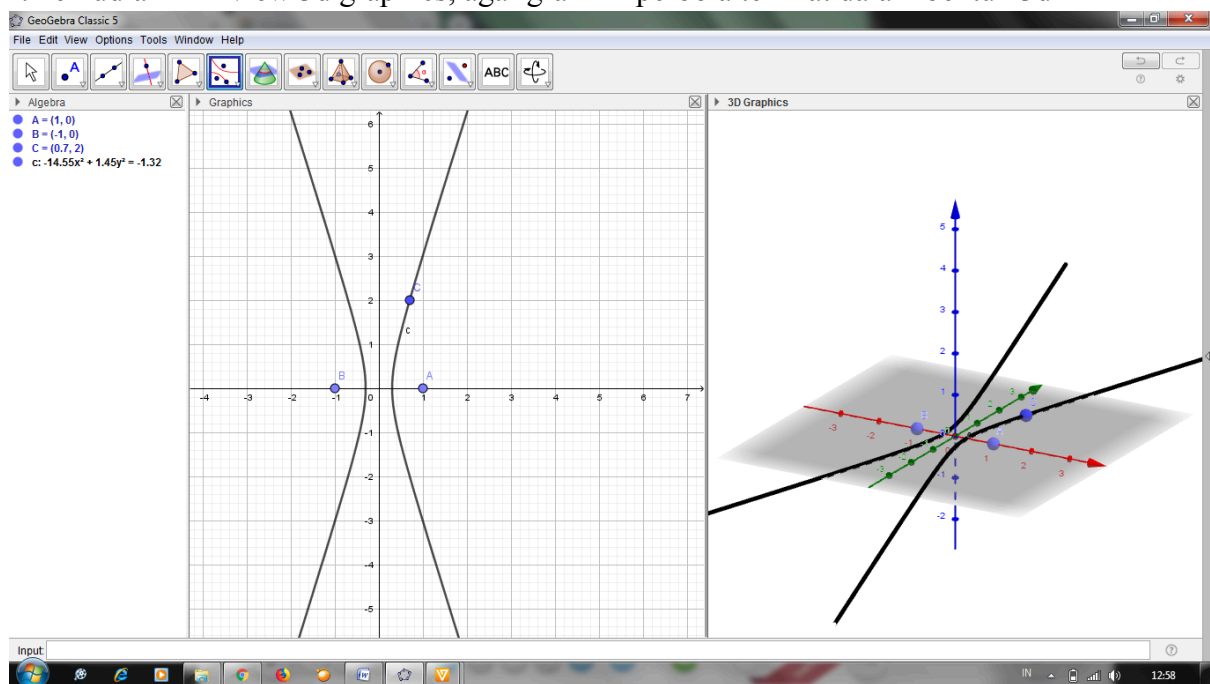 GeoGebra Classic 5
File Edit View Options Tools Window Help
A
ABC
Algebra
Graphics
3D Graphics
A = (1, 0)
B = (-1, 0)
C = (0.7, 2)
c: -14.55x² + 1.45y² = -1.32
6
5
4
3
2
1
-1
-2
-3
-4
-5
-4 -3 -2 -1 0 1 2 3 4 5 6 7
B
A
C
c
5
4
3
2
1
-1
-2
-3 -2 -1 1 2 3
Input:
IN 12:58